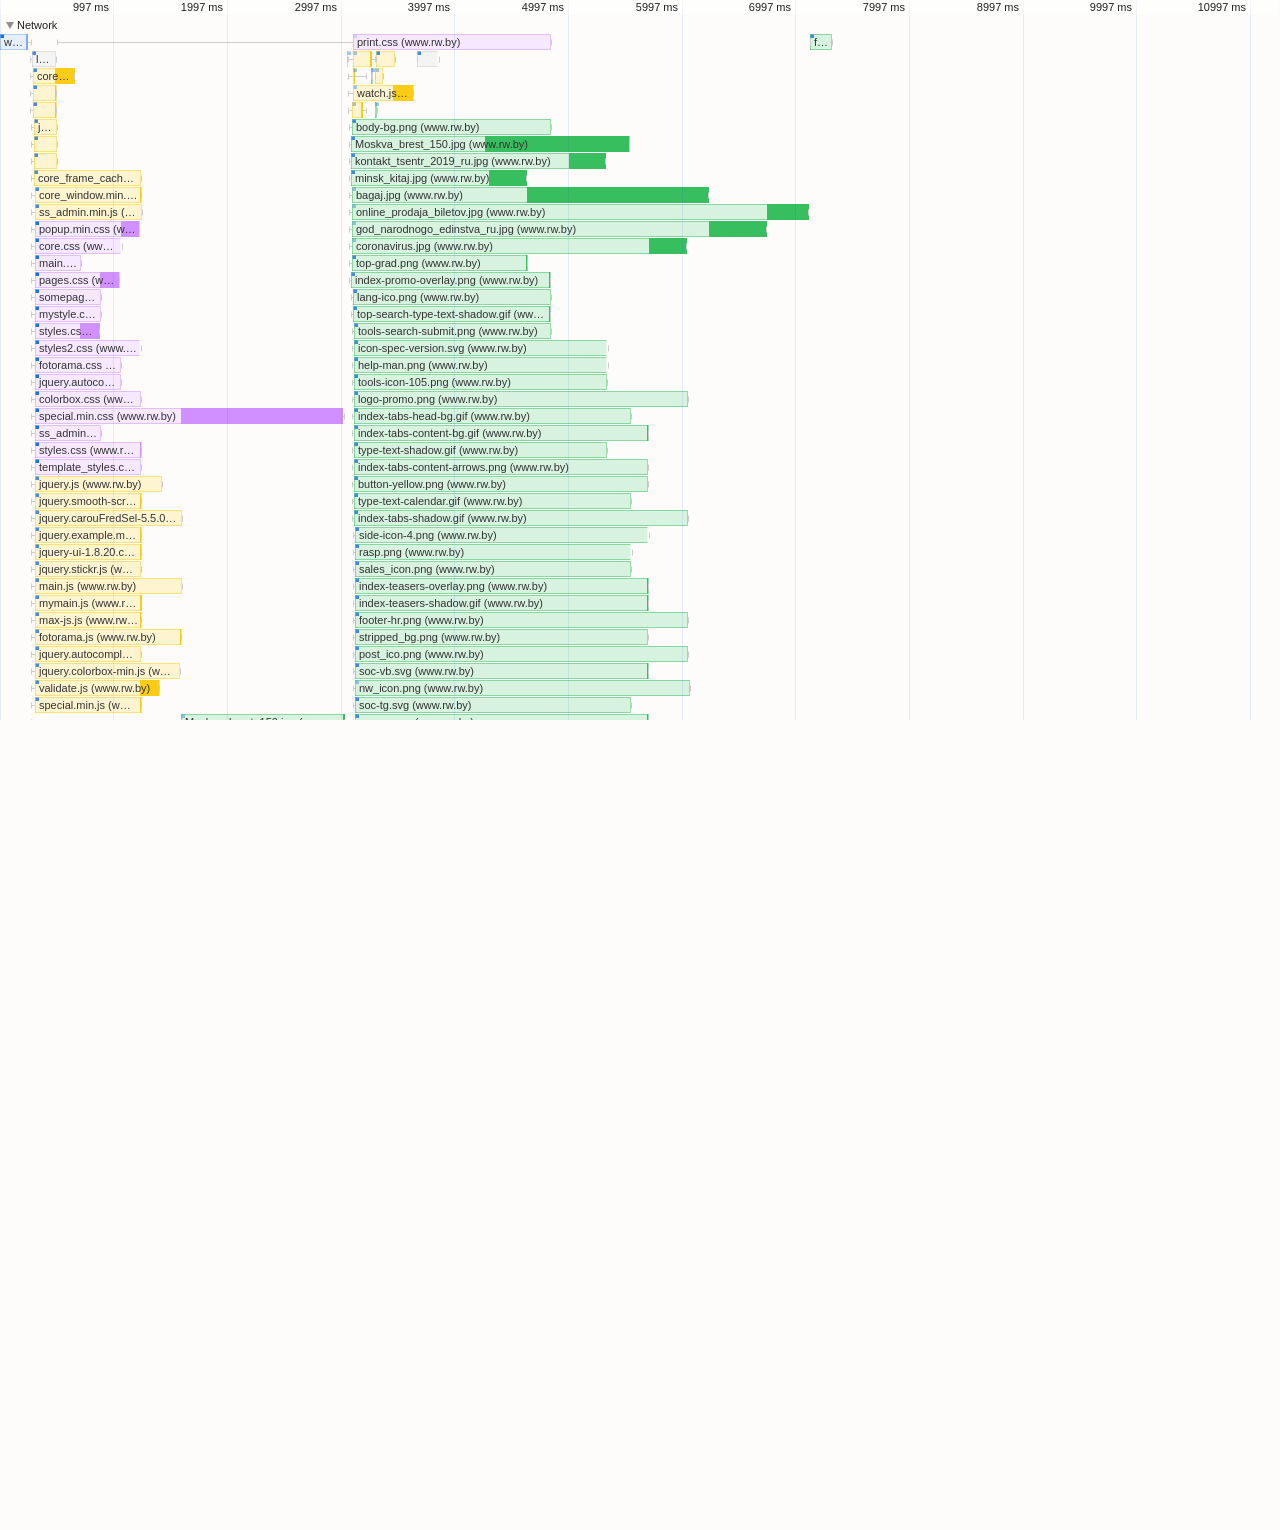 997 ms 1997 ms 2997 ms 3997 ms 4997 ms 5997 ms 6997 ms 7997 ms 8997 ms 9997 ms 10997 ms
Network
w… print.css (www.rw.by) f…
l…
core…
watch.js…
j… body-bg.png (www.rw.by)
Moskva_brest_150.jpg (www.rw.by)
kontakt_tsentr_2019_ru.jpg (www.rw.by)
core_frame_cach… minsk_kitaj.jpg (www.rw.by)
core_window.min.… bagaj.jpg (www.rw.by)
ss_admin.min.js (… online_prodaja_biletov.jpg (www.rw.by)
popup.min.css (w… god_narodnogo_edinstva_ru.jpg (www.rw.by)
core.css (ww… coronavirus.jpg (www.rw.by)
main.… top-grad.png (www.rw.by)
pages.css (w… index-promo-overlay.png (www.rw.by)
somepag… lang-ico.png (www.rw.by)
mystyle.c… top-search-type-text-shadow.gif (ww…
styles.cs… tools-search-submit.png (www.rw.by)
styles2.css (www.… icon-spec-version.svg (www.rw.by)
fotorama.css … help-man.png (www.rw.by)
jquery.autoco… tools-icon-105.png (www.rw.by)
colorbox.css (ww… logo-promo.png (www.rw.by)
special.min.css (www.rw.by) index-tabs-head-bg.gif (www.rw.by)
ss_admin… index-tabs-content-bg.gif (www.rw.by)
styles.css (www.r… type-text-shadow.gif (www.rw.by)
template_styles.c… index-tabs-content-arrows.png (www.rw.by)
jquery.js (www.rw.by) button-yellow.png (www.rw.by)
jquery.smooth-scr… type-text-calendar.gif (www.rw.by)
jquery.carouFredSel-5.5.0… index-tabs-shadow.gif (www.rw.by)
jquery.example.m… side-icon-4.png (www.rw.by)
jquery-ui-1.8.20.c… rasp.png (www.rw.by)
jquery.stickr.js (w… sales_icon.png (www.rw.by)
main.js (www.rw.by) index-teasers-overlay.png (www.rw.by)
mymain.js (www.r… index-teasers-shadow.gif (www.rw.by)
max-js.js (www.rw… footer-hr.png (www.rw.by)
fotorama.js (www.rw.by) stripped_bg.png (www.rw.by)
jquery.autocompl… post_ico.png (www.rw.by)
jquery.colorbox-min.js (w… soc-vb.svg (www.rw.by)
validate.js (www.rw.by) nw_icon.png (www.rw.by)
special.min.js (w… soc-tg.svg (www.rw.by)